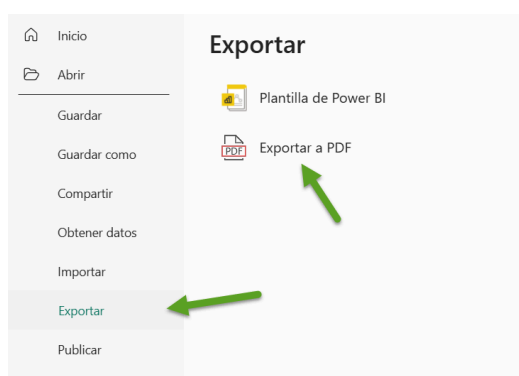 Inicio
Abrir
Guardar
Guardar como
Compartir
Obtener datos
Importar
Exportar
Publicar
Exportar
Plantilla de Power BI
PDF
Exportar a PDF